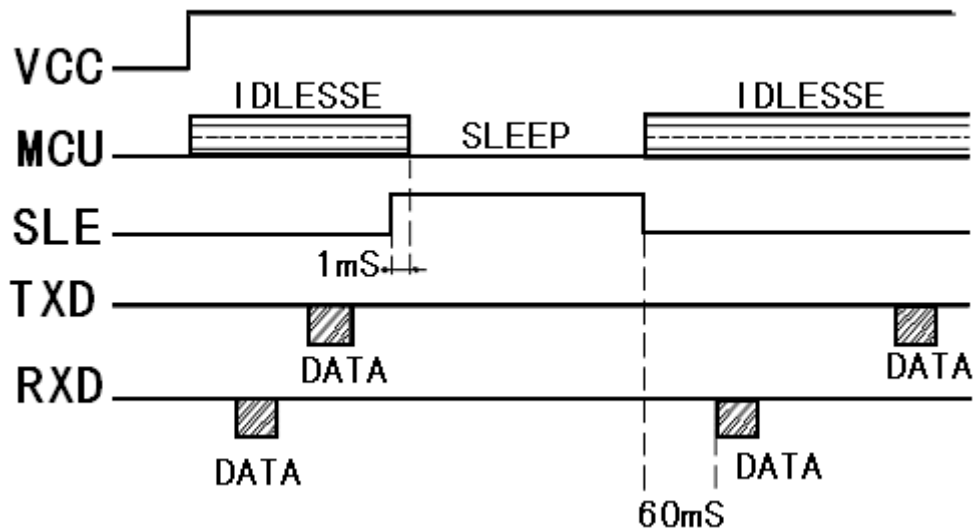 VCC
IDLESSE
IDLESSE
MCU
SLEEP
SLE
1mS
TXD
DATA
DATA
RXD
DATA
DATA
60mS